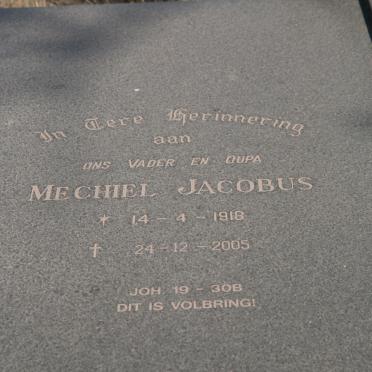 In Tere Herinnering
aan
ONS VADER EN OUPA
MECHIEL JACOBUS
* 14 - 4 - 1918
† 24 - 12 - 2005
JOH. 19 - 30B
DIT IS VOLBRING!